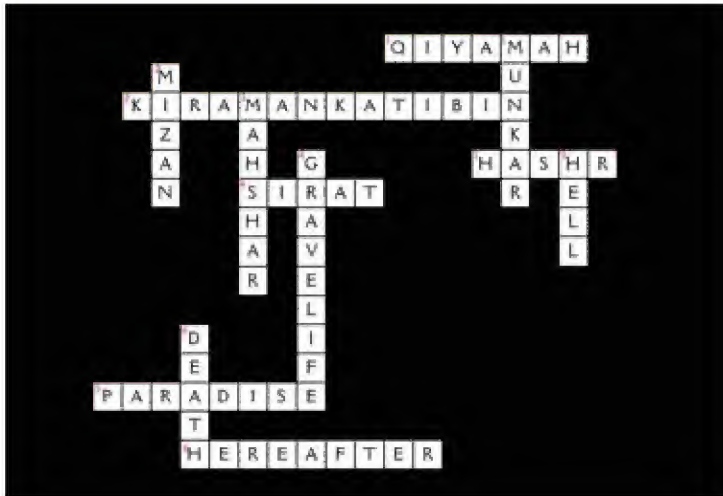 QIYAMAH
MIZAN
MUNKAR
KIRAMANKATIBIN
MAHSHAR
GRAVELIFE
HASHR
HELL
SIRAT
DEATH
PARADISE
HEREAFTER